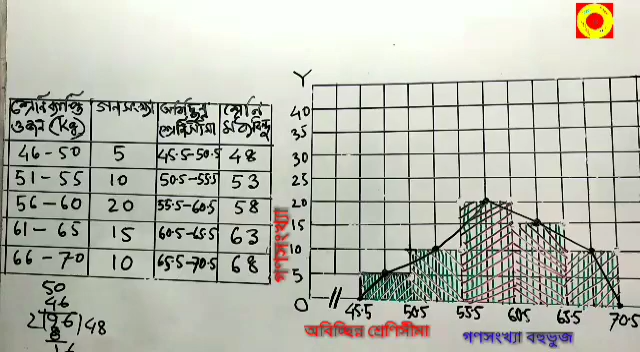 শ্রেনিব্যাপ্তি গনসংখ্যা অবিচ্ছিন্ন শ্রেনি
ওজন (Kg) শ্রেনিসীমা মধ্যবিন্দু
46 - 50 5 45.5-50.5 48
51 - 55 10 50.5-55.5 53
56 - 60 20 55.5-60.5 58
61 - 65 15 60.5-65.5 63
66 - 70 10 65.5-70.5 68
50
46
2)96)48
8
16
Y
40
35
30
25
20
15
10
5
0
গণসংখ্যা
45.5 50.5 55.5 60.5 65.5 70.5
অবিচ্ছিন্ন শ্রেণিসীমা গণসংখ্যা বহুভুজ